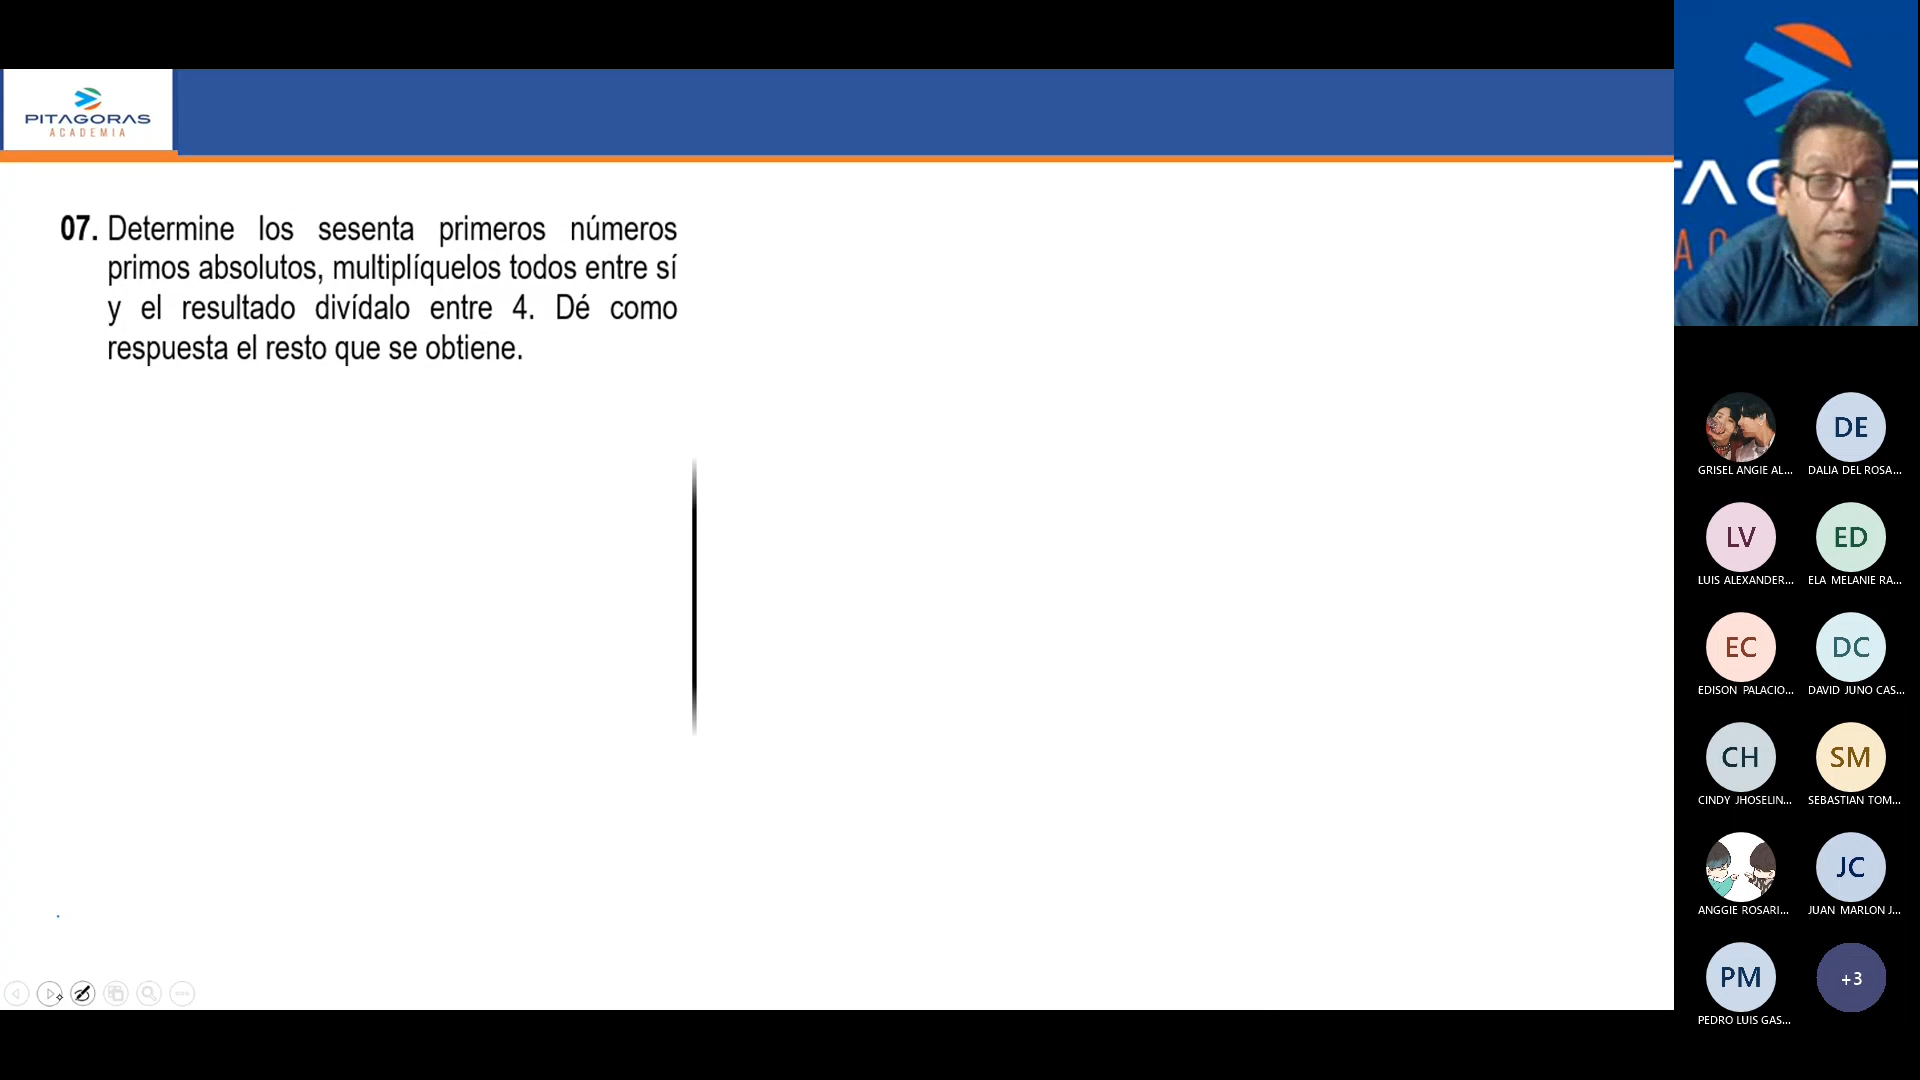 PITAGORAS
ACADEMIA
07. Determine los sesenta primeros números
primos absolutos, multiplíquelos todos entre sí
y el resultado divídalo entre 4. Dé como
respuesta el resto que se obtiene.
GRISEL ANGIE AL...
DE
DALIA DEL ROSA...
LV
LUIS ALEXANDER...
ED
ELA MELANIE RA...
EC
EDISON PALACIO...
DC
DAVID JUNO CAS...
CH
CINDY JHOSELIN...
SM
SEBASTIAN TOM...
ANGGIE ROSARI...
JC
JUAN MARLON J...
PM
PEDRO LUIS GAS...
+3